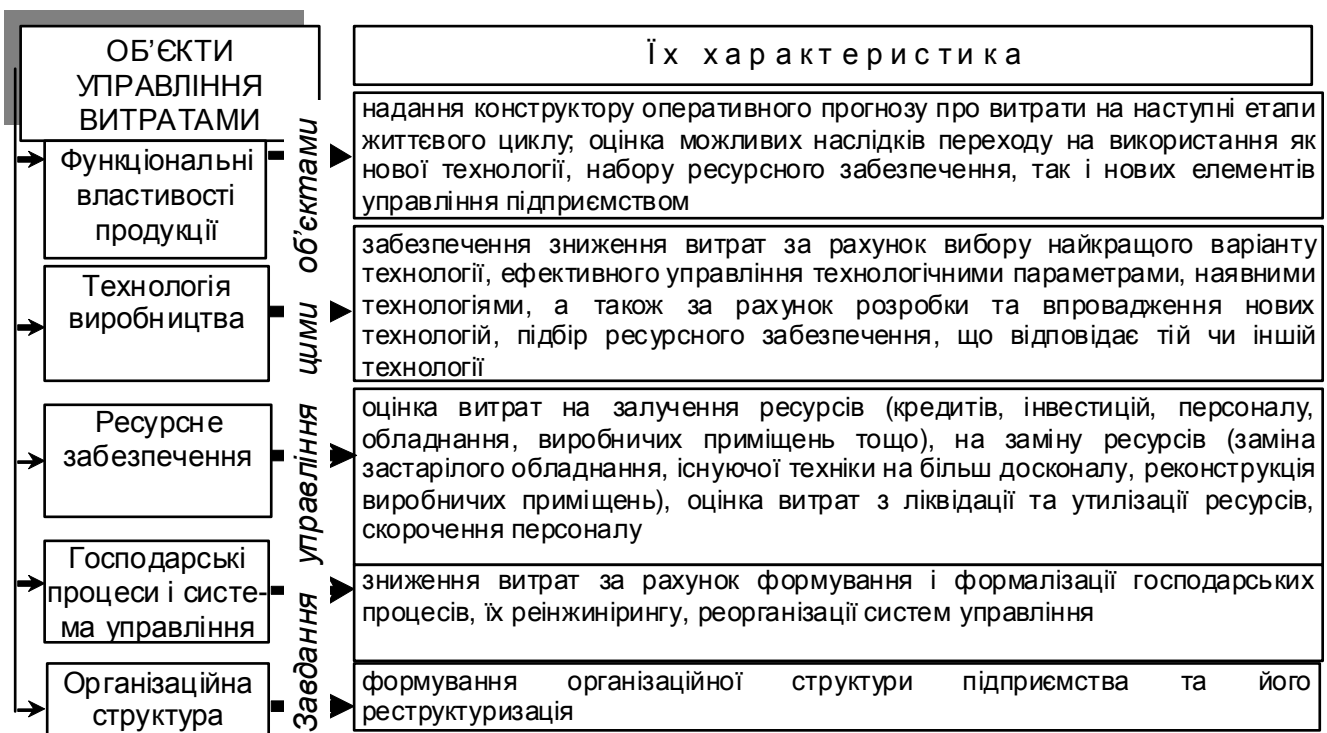 ОБ’ЄКТИ
УПРАВЛІННЯ
ВИТРАТАМИ
Їх характеристика
Завдання управління цими об’єктами
Функціональні
властивості
продукції
надання конструктору оперативного прогнозу про витрати на наступні етапи
життєвого циклу; оцінка можливих наслідків переходу на використання як
нової технології, набору ресурсного забезпечення, так і нових елементів
управління підприємством
Технологія
виробництва
забезпечення зниження витрат за рахунок вибору найкращого варіанту
технології, ефективного управління технологічними параметрами, наявними
технологіями, а також за рахунок розробки та впровадження нових
технологій, підбір ресурсного забезпечення, що відповідає тій чи іншій
технології
Ресурсне
забезпечення
оцінка витрат на залучення ресурсів (кредитів, інвестицій, персоналу,
обладнання, виробничих приміщень тощо), на заміну ресурсів (заміна
застарілого обладнання, існуючої техніки на більш досконалу, реконструкція
виробничих приміщень), оцінка витрат з ліквідації та утилізації ресурсів,
скорочення персоналу
Господарські
процеси і систе-
ма управління
зниження витрат за рахунок формування і формалізації господарських
процесів, їх реінжинірингу, реорганізації систем управління
Організаційна
структура
формування організаційної структури підприємства та його
реструктуризація